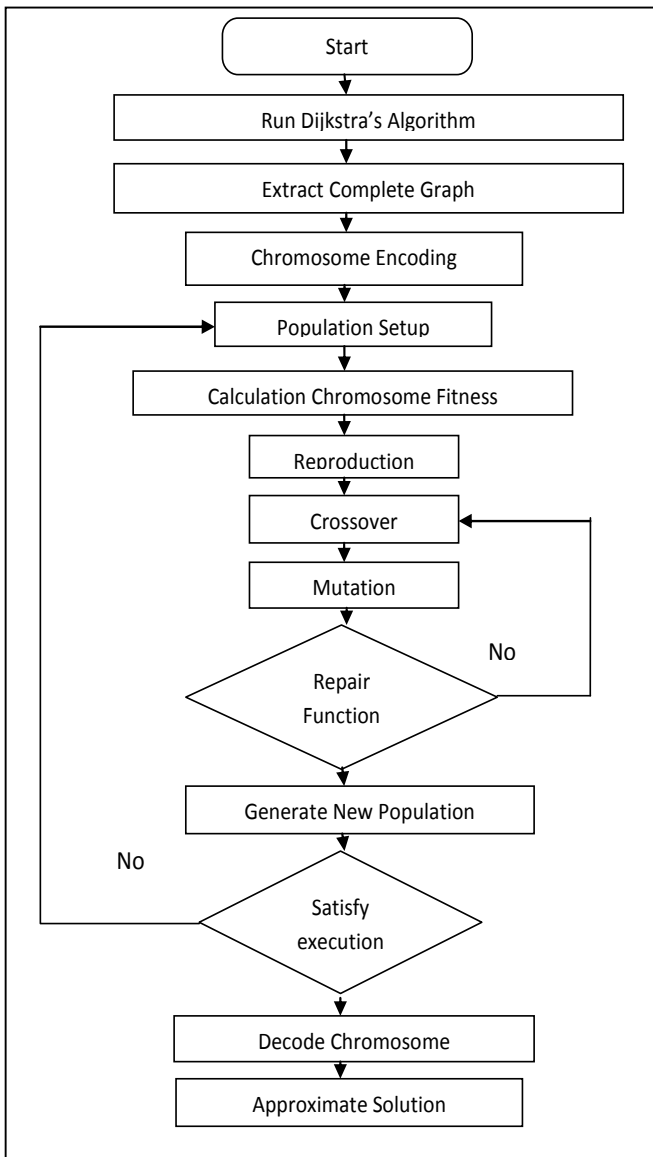 Start
Run Dijkstra's Algorithm
Extract Complete Graph
Chromosome Encoding
Population Setup
Calculation Chromosome Fitness
Reproduction
Crossover
Mutation
No
Repair
Function
Generate New Population
No
Satisfy
execution
Decode Chromosome
Approximate Solution